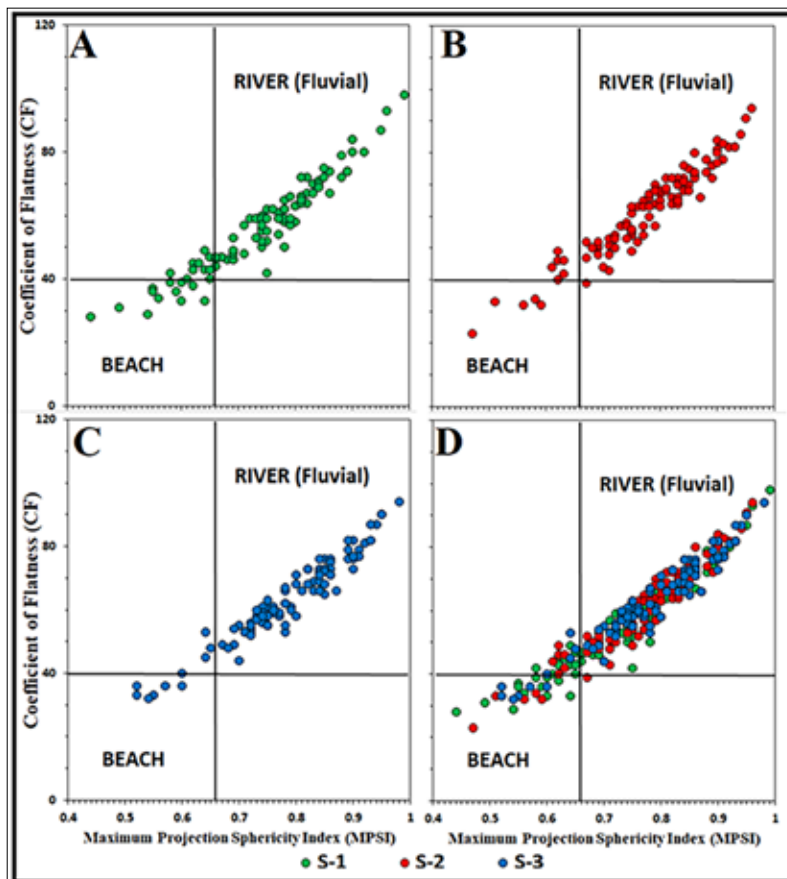 A
B
RIVER (Fluvial)
RIVER (Fluvial)
Coefficient of Flatness (CF)
120
80
40
0
BEACH
BEACH
C
D
RIVER (Fluvial)
RIVER (Fluvial)
Coefficient of Flatness (CF)
120
80
40
0
BEACH
BEACH
0.4 0.5 0.6 0.7 0.8 0.9 1
0.4 0.5 0.6 0.7 0.8 0.9 1
Maximum Projection Sphericity Index (MPSI)
Maximum Projection Sphericity Index (MPSI)
S-1 S-2 S-3